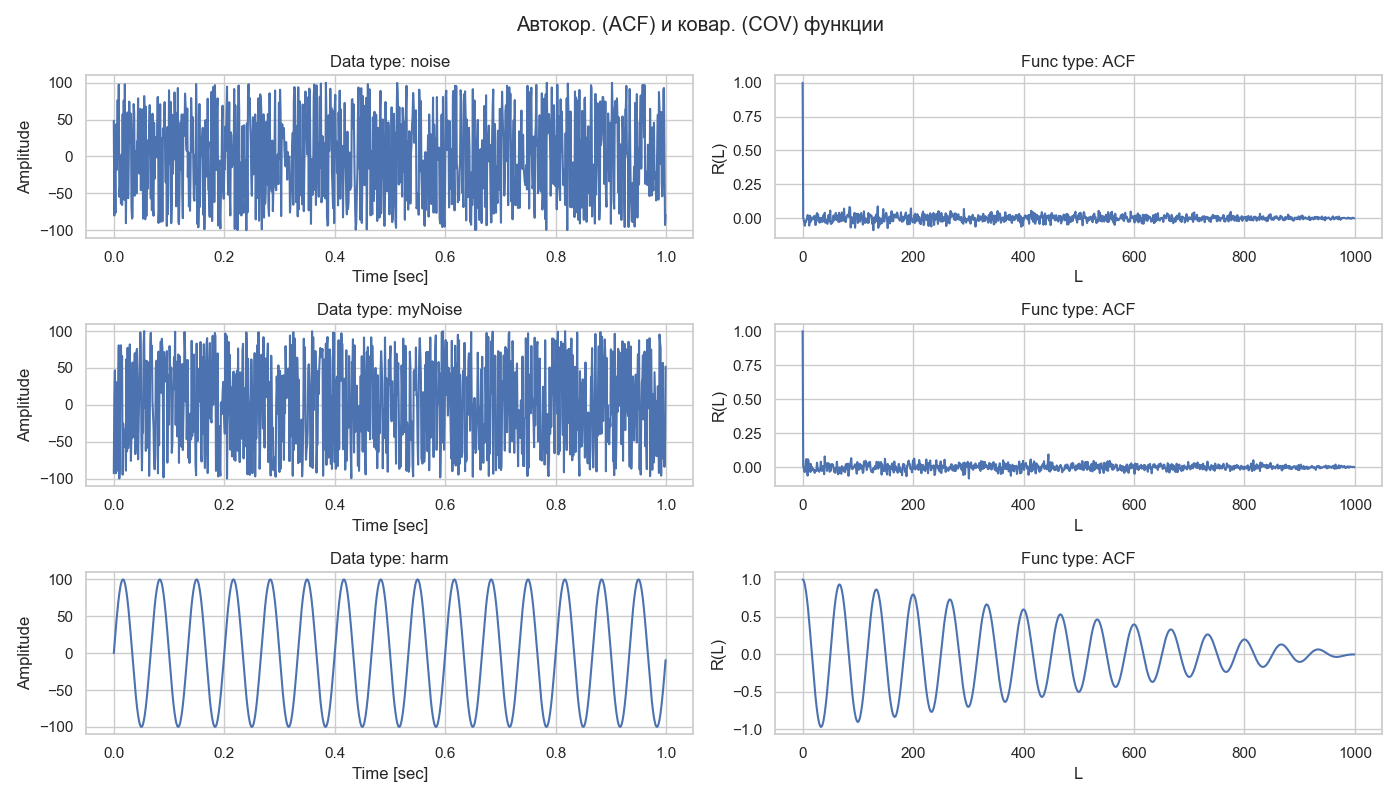 Автокор. (ACF) и ковар. (COV) функции
Data type: noise
100
50
0
−50
−100
Amplitude
0.0 0.2 0.4 0.6 0.8 1.0
Time [sec]
Func type: ACF
1.00
0.75
0.50
0.25
0.00
R(L)
0 200 400 600 800 1000
L
Data type: myNoise
100
50
0
−50
−100
Amplitude
0.0 0.2 0.4 0.6 0.8 1.0
Time [sec]
Func type: ACF
1.00
0.75
0.50
0.25
0.00
R(L)
0 200 400 600 800 1000
L
Data type: harm
100
50
0
−50
−100
Amplitude
0.0 0.2 0.4 0.6 0.8 1.0
Time [sec]
Func type: ACF
1.0
0.5
0.0
−0.5
−1.0
R(L)
0 200 400 600 800 1000
L